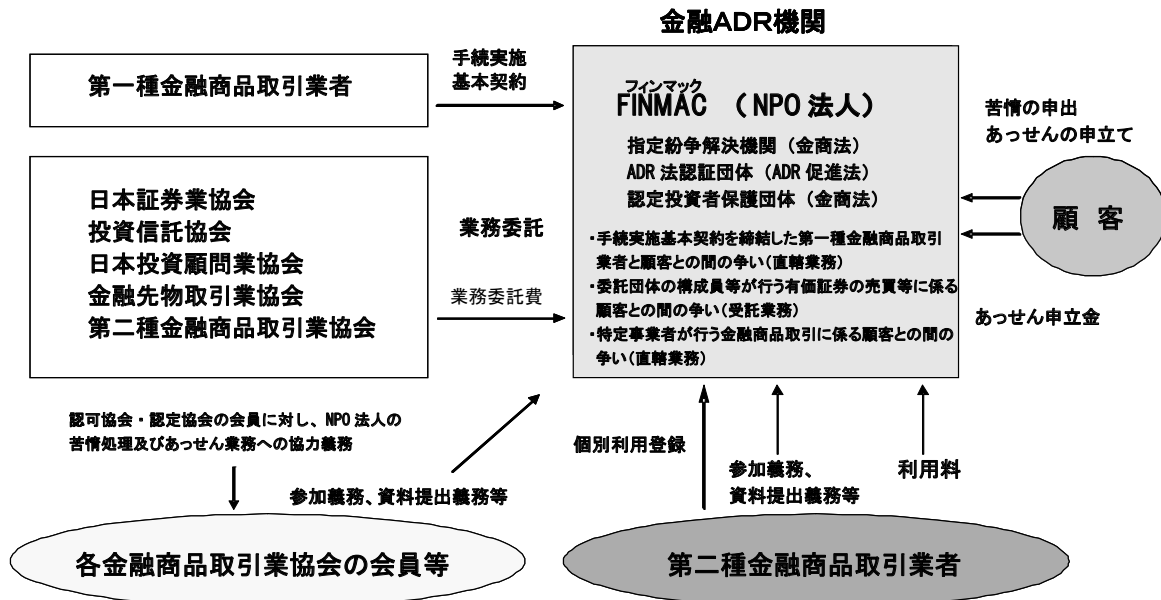 金融ADR機関
第一種金融商品取引業者
手続実施
基本契約
フィンマック
FINMAC （NPO 法人）
指定紛争解決機関（金商法）
ADR 法認証団体（ADR 促進法）
認定投資者保護団体（金商法）
・手続実施基本契約を締結した第一種金融商品取引
業者と顧客との間の争い（直轄業務）
・委託団体の構成員等が行う有価証券の売買等に係る
顧客との間の争い（受託業務）
・特定事業者が行う金融商品取引に係る顧客との間の
争い（直轄業務）
苦情の申出
あっせんの申立て
顧 客
あっせん申立金
日本証券業協会
投資信託協会
日本投資顧問業協会
金融先物取引業協会
第二種金融商品取引業協会
業務委託
業務委託費
認可協会・認定協会の会員に対し、NPO 法人の
苦情処理及びあっせん業務への協力義務
参加義務、資料提出義務等
個別利用登録
参加義務、
資料提出義務等
利用料
各金融商品取引業協会の会員等
第二種金融商品取引業者